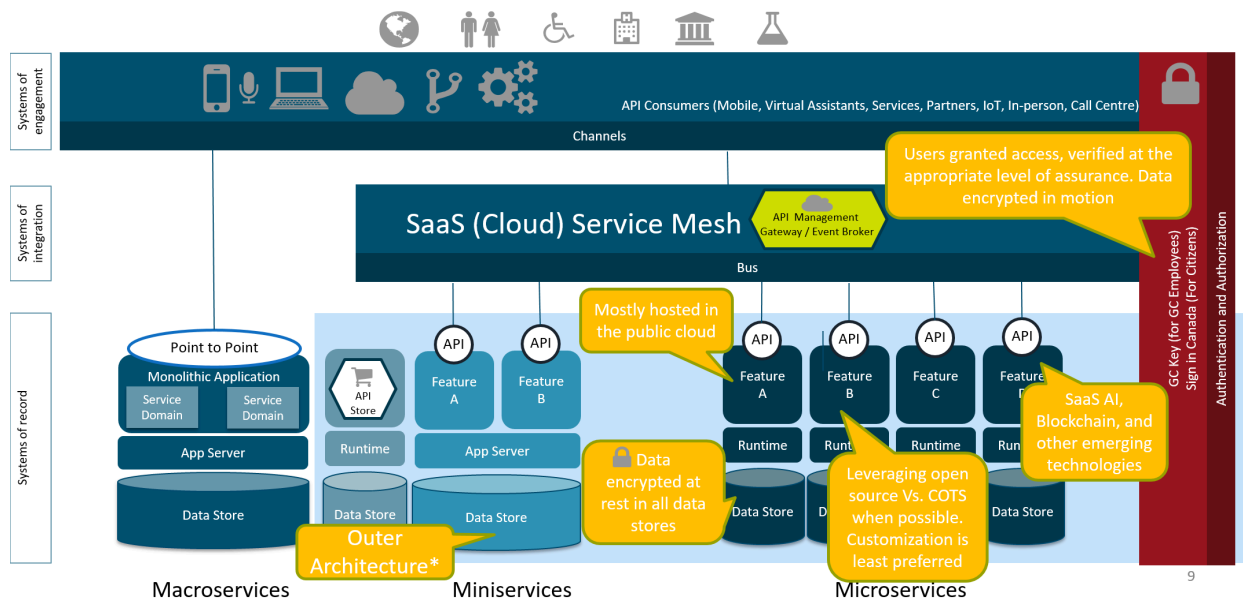 Systems of
engagement
API Consumers (Mobile, Virtual Assistants, Services, Partners, IoT, In-person, Call Centre)
Channels
Users granted access, verified at the
appropriate level of assurance. Data
encrypted in motion
Systems of
integration
SaaS (Cloud) Service Mesh
API Management
Gateway / Event Broker
Bus
GC Key (for GC Employees)
Sign in Canada (For Citizens)
Authentication and Authorization
Systems of record
Point to Point
Monolithic Application
Service
Domain
Service
Domain
App Server
Data Store
API
Store
Runtime
Data Store
API
Feature
A
API
Feature
B
App Server
Data Store
Outer
Architecture*
Mostly hosted in
the public cloud
Data
encrypted at
rest in all data
stores
API
Feature
A
Runtime
Data Store
API
Feature
B
Leveraging open
source Vs. COTS
when possible.
Customization is
least preferred
API
Feature
C
Runtime
API
SaaS AI,
Blockchain, and
other emerging
technologies
Data Store
Macroservices
Miniservices
Microservices
9